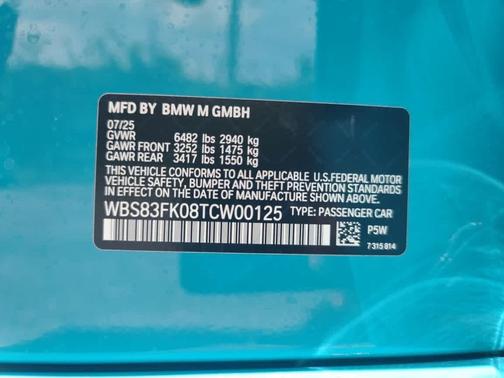 MFD BY BMW M GMBH
07/25
GVWR 6482 lbs 2940 kg
GAWR FRONT 3252 lbs 1475 kg
GAWR REAR 3417 lbs 1550 kg
THIS VEHICLE CONFORMS TO ALL APPLICABLE U.S.FEDERAL MOTOR
VEHICLE SAFETY, BUMPER, AND THEFT PREVENTION STANDARDS
IN EFFECT ON THE DATE OF MANUFACTURE SHOWN ABOVE.
WBS83FK08TCW00125 TYPE: PASSENGER CAR
P5W
7 315 814